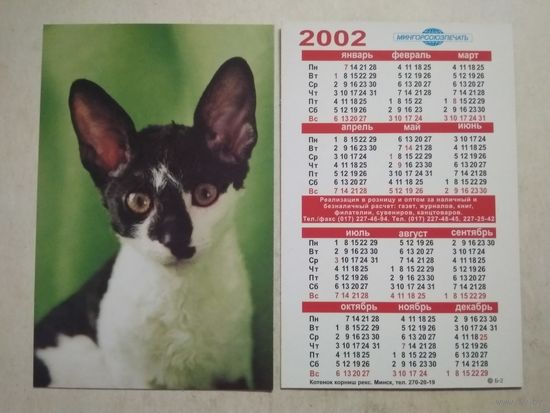 2002 МИНГОРСОЮЗПЕЧАТЬ
январь февраль март
Пн 7 14 21 28 4 11 18 25 4 11 18 25
Вт 1 8 15 22 29 5 12 19 26 5 12 19 26
Ср 2 9 16 23 30 6 13 20 27 6 13 20 27
Чт 3 10 17 24 31 7 14 21 28 7 14 21 28
Пт 4 11 18 25 1 8 15 22 1 8 15 22 29
Сб 5 12 19 26 2 9 16 23 2 9 16 23 30
Вс 6 13 20 27 3 10 17 24 3 10 17 24 31
апрель май июнь
Пн 1 8 15 22 29 6 13 20 27 3 10 17 24
Вт 2 9 16 23 30 7 14 21 28 4 11 18 25
Ср 3 10 17 24 1 8 15 22 29 5 12 19 26
Чт 4 11 18 25 2 9 16 23 30 6 13 20 27
Пт 5 12 19 26 3 10 17 24 31 7 14 21 28
Сб 6 13 20 27 4 11 18 25 1 8 15 22 29
Вс 7 14 21 28 5 12 19 26 2 9 16 23 30
Реализация в розницу и оптом за наличный и
безналичный расчет: газет, журналов, книг,
филателии, сувениров, канцтоваров.
Тел./факс (017) 227-46-94. Тел. (017) 227-48-45, 227-25-42
июль август сентябрь
Пн 1 8 15 22 29 5 12 19 26 2 9 16 23 30
Вт 2 9 16 23 30 6 13 20 27 3 10 17 24
Ср 3 10 17 24 31 7 14 21 28 4 11 18 25
Чт 4 11 18 25 1 8 15 22 29 5 12 19 26
Пт 5 12 19 26 2 9 16 23 30 6 13 20 27
Сб 6 13 20 27 3 10 17 24 31 7 14 21 28
Вс 7 14 21 28 4 11 18 25 1 8 15 22 29
октябрь ноябрь декабрь
Пн 7 14 21 28 4 11 18 25 2 9 16 23 30
Вт 1 8 15 22 29 5 12 19 26 3 10 17 24 31
Ср 2 9 16 23 30 6 13 20 27 4 11 18 25
Чт 3 10 17 24 31 7 14 21 28 5 12 19 26
Пт 4 11 18 25 1 8 15 22 29 6 13 20 27
Сб 5 12 19 26 2 9 16 23 30 7 14 21 28
Вс 6 13 20 27 3 10 17 24 1 8 15 22 29
Котенок корниш рекс. Минск, тел. 270-20-19 Б-2